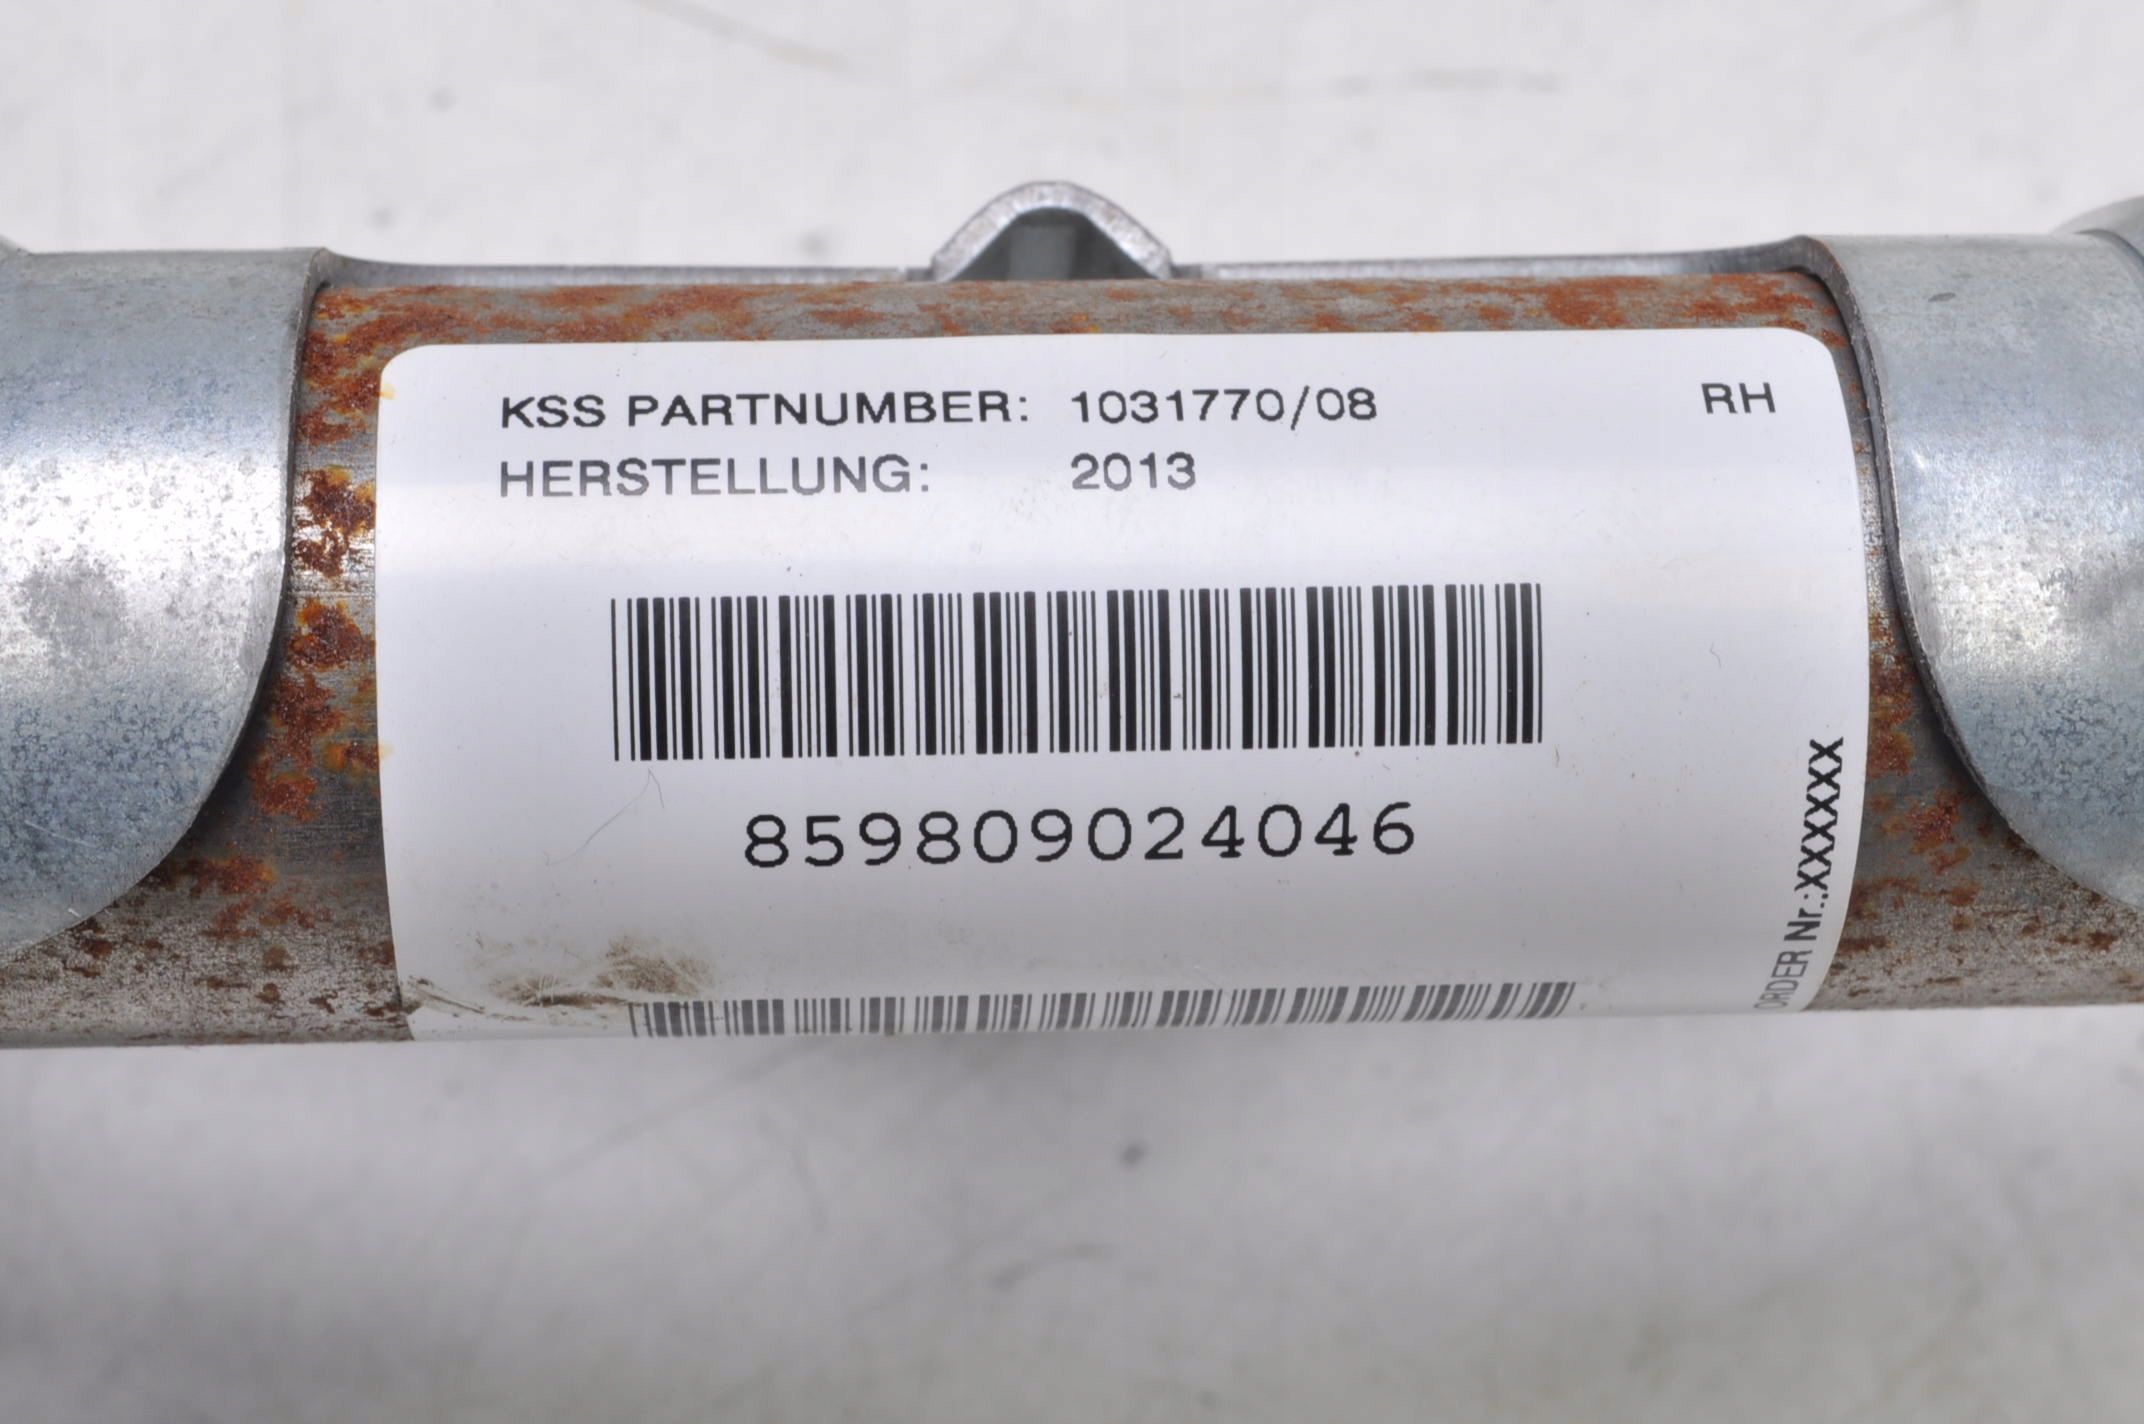 KSS PARTNUMBER: 1031770/08 RH
HERSTELLUNG: 2013
859809024046
ORDER Nr.:XXXXXX